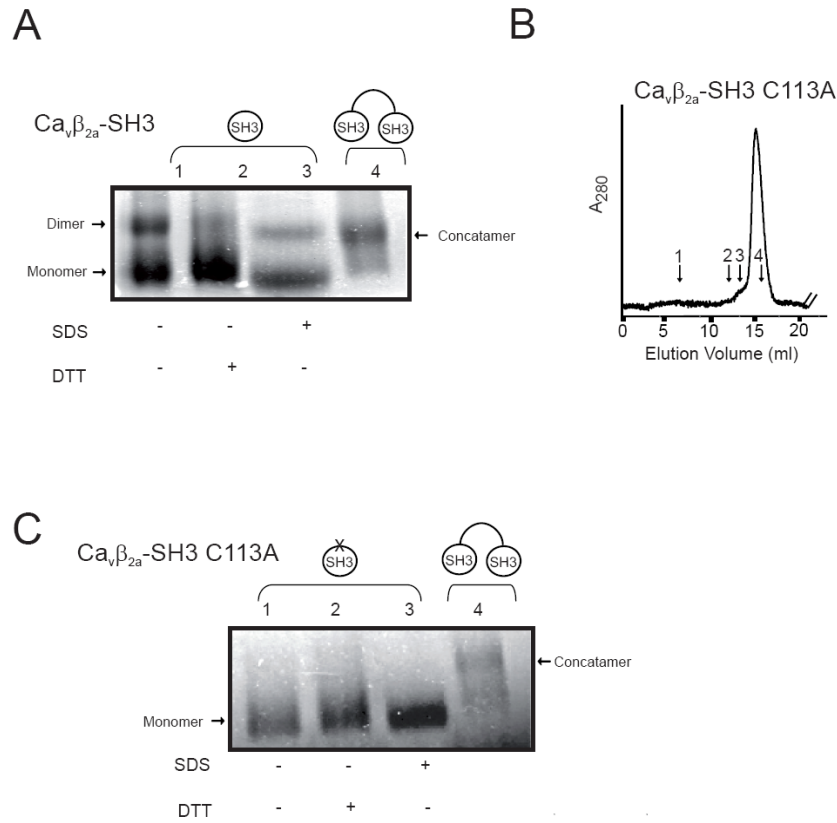 A
Caᵥβ₂ₐ-SH3
SH3
SH3 SH3
1 2 3 4
Dimer →
← Concatamer
Monomer →
SDS - - +
DTT - + -
B
Caᵥβ₂ₐ-SH3 C113A
A₂₈₀
1 2 3 4
0 5 10 15 20
Elution Volume (ml)
C
Caᵥβ₂ₐ-SH3 C113A
X
SH3
SH3 SH3
1 2 3 4
← Concatamer
Monomer →
SDS - - +
DTT - + -